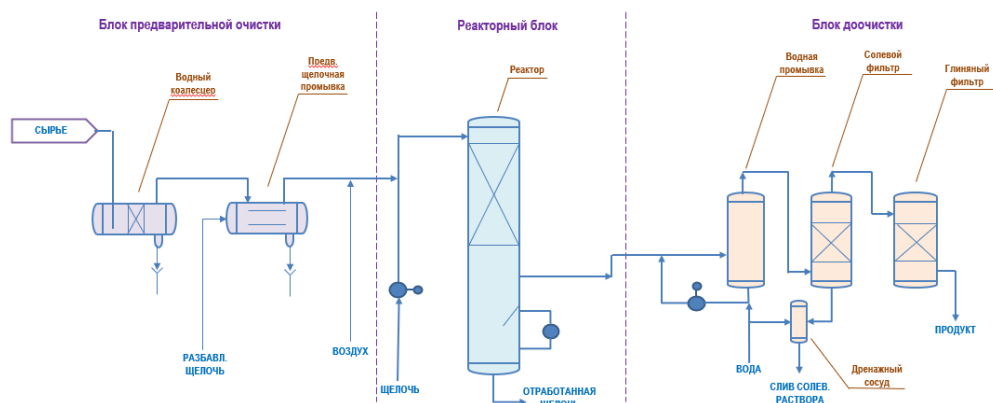 Блок предварительной очистки
Реакторный блок
Блок доочистки
Водный
коалесцер
Предв.
щелочная
промывка
Реактор
Водная
промывка
Солевой
фильтр
Глиняный
фильтр
СЫРЬЕ
РАЗБАВЛ.
ЩЕЛОЧЬ
ВОЗДУХ
ЩЕЛОЧЬ
ОТРАБОТАННАЯ
ЩЕЛОЧЬ
ВОДА
СЛИВ СОЛЕВ.
РАСТВОРА
Дренажный
сосуд
ПРОДУКТ